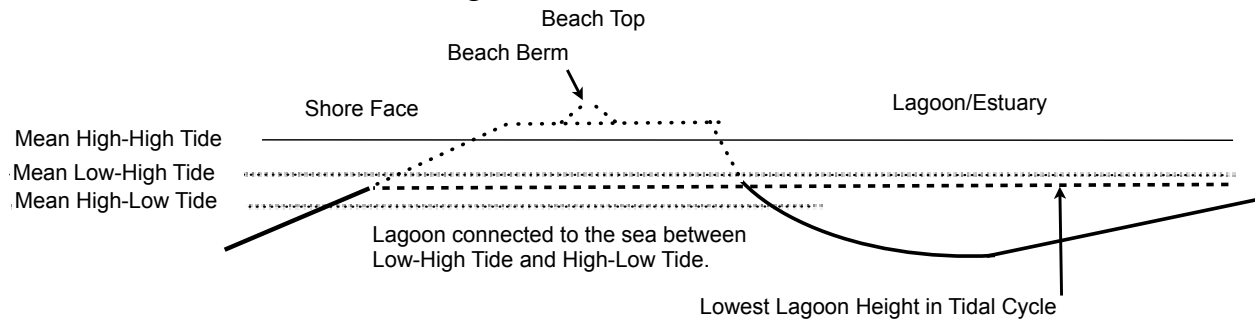 Beach Top
Beach Berm
Shore Face
Lagoon/Estuary
Mean High-High Tide
Mean Low-High Tide
Mean High-Low Tide
Lagoon connected to the sea between
Low-High Tide and High-Low Tide.
Lowest Lagoon Height in Tidal Cycle